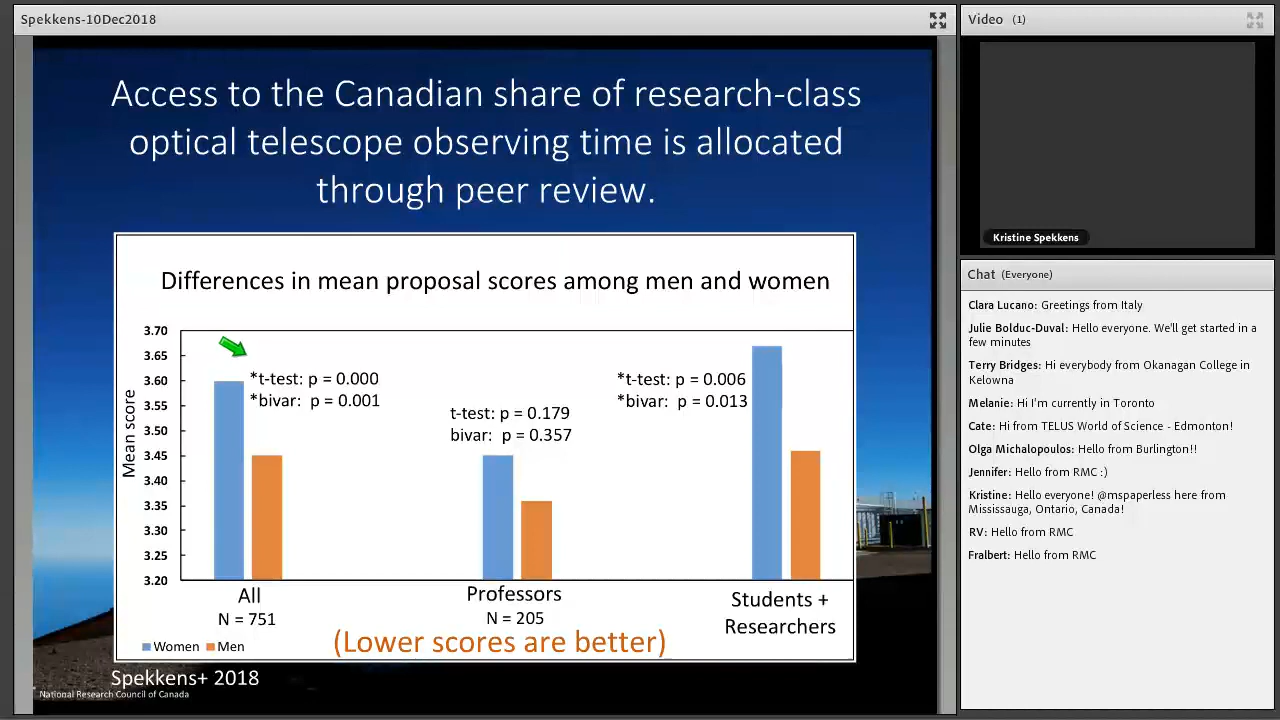 Spekkens-10Dec2018
Access to the Canadian share of research-class
optical telescope observing time is allocated
through peer review.
Differences in mean proposal scores among men and women
Mean score
3.70
3.65
3.60
3.55
3.50
3.45
3.40
3.35
3.30
3.25
3.20
*t-test: p = 0.000
*bivar: p = 0.001
t-test: p = 0.179
bivar: p = 0.357
*t-test: p = 0.006
*bivar: p = 0.013
All
N = 751
Professors
N = 205
Students +
Researchers
Women Men
(Lower scores are better)
Spekkens+ 2018
National Research Council of Canada
Video (1)
Kristine Spekkens
Chat (Everyone)
Clara Lucano: Greetings from Italy
Julie Bolduc-Duval: Hello everyone. We'll get started in a
few minutes
Terry Bridges: Hi everybody from Okanagan College in
Kelowna
Melanie: Hi I'm currently in Toronto
Cate: Hi from TELUS World of Science - Edmonton!
Olga Michalopoulos: Hello from Burlington!!
Jennifer: Hello from RMC :)
Kristine: Hello everyone! @mspaperless here from
Mississauga, Ontario, Canada!
RV: Hello from RMC
Fralbert: Hello from RMC